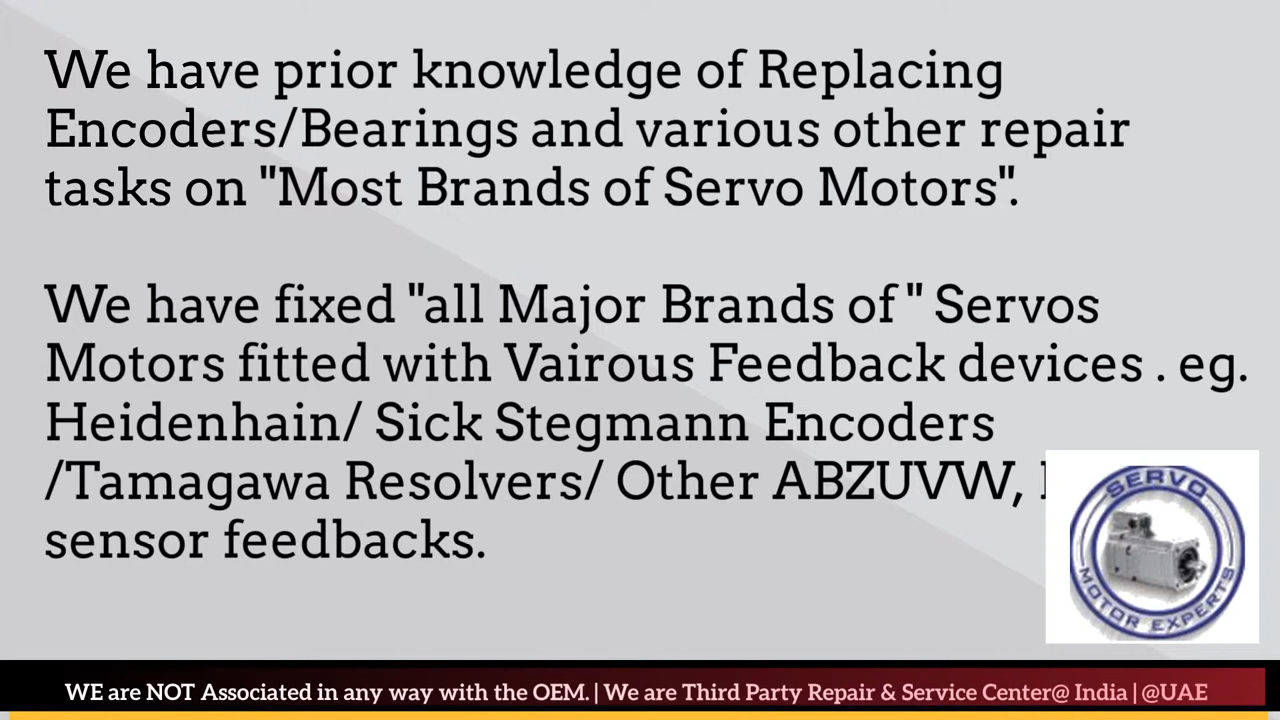 We have prior knowledge of Replacing
Encoders/Bearings and various other repair
tasks on "Most Brands of Servo Motors".
We have fixed "all Major Brands of " Servos
Motors fitted with Vairous Feedback devices . eg.
Heidenhain/ Sick Stegmann Encoders
/Tamagawa Resolvers/ Other ABZUVW,
sensor feedbacks.
SERVO
MOTOR EXPERTS
WE are NOT Associated in any way with the OEM. | We are Third Party Repair & Service Center@ India | @UAE